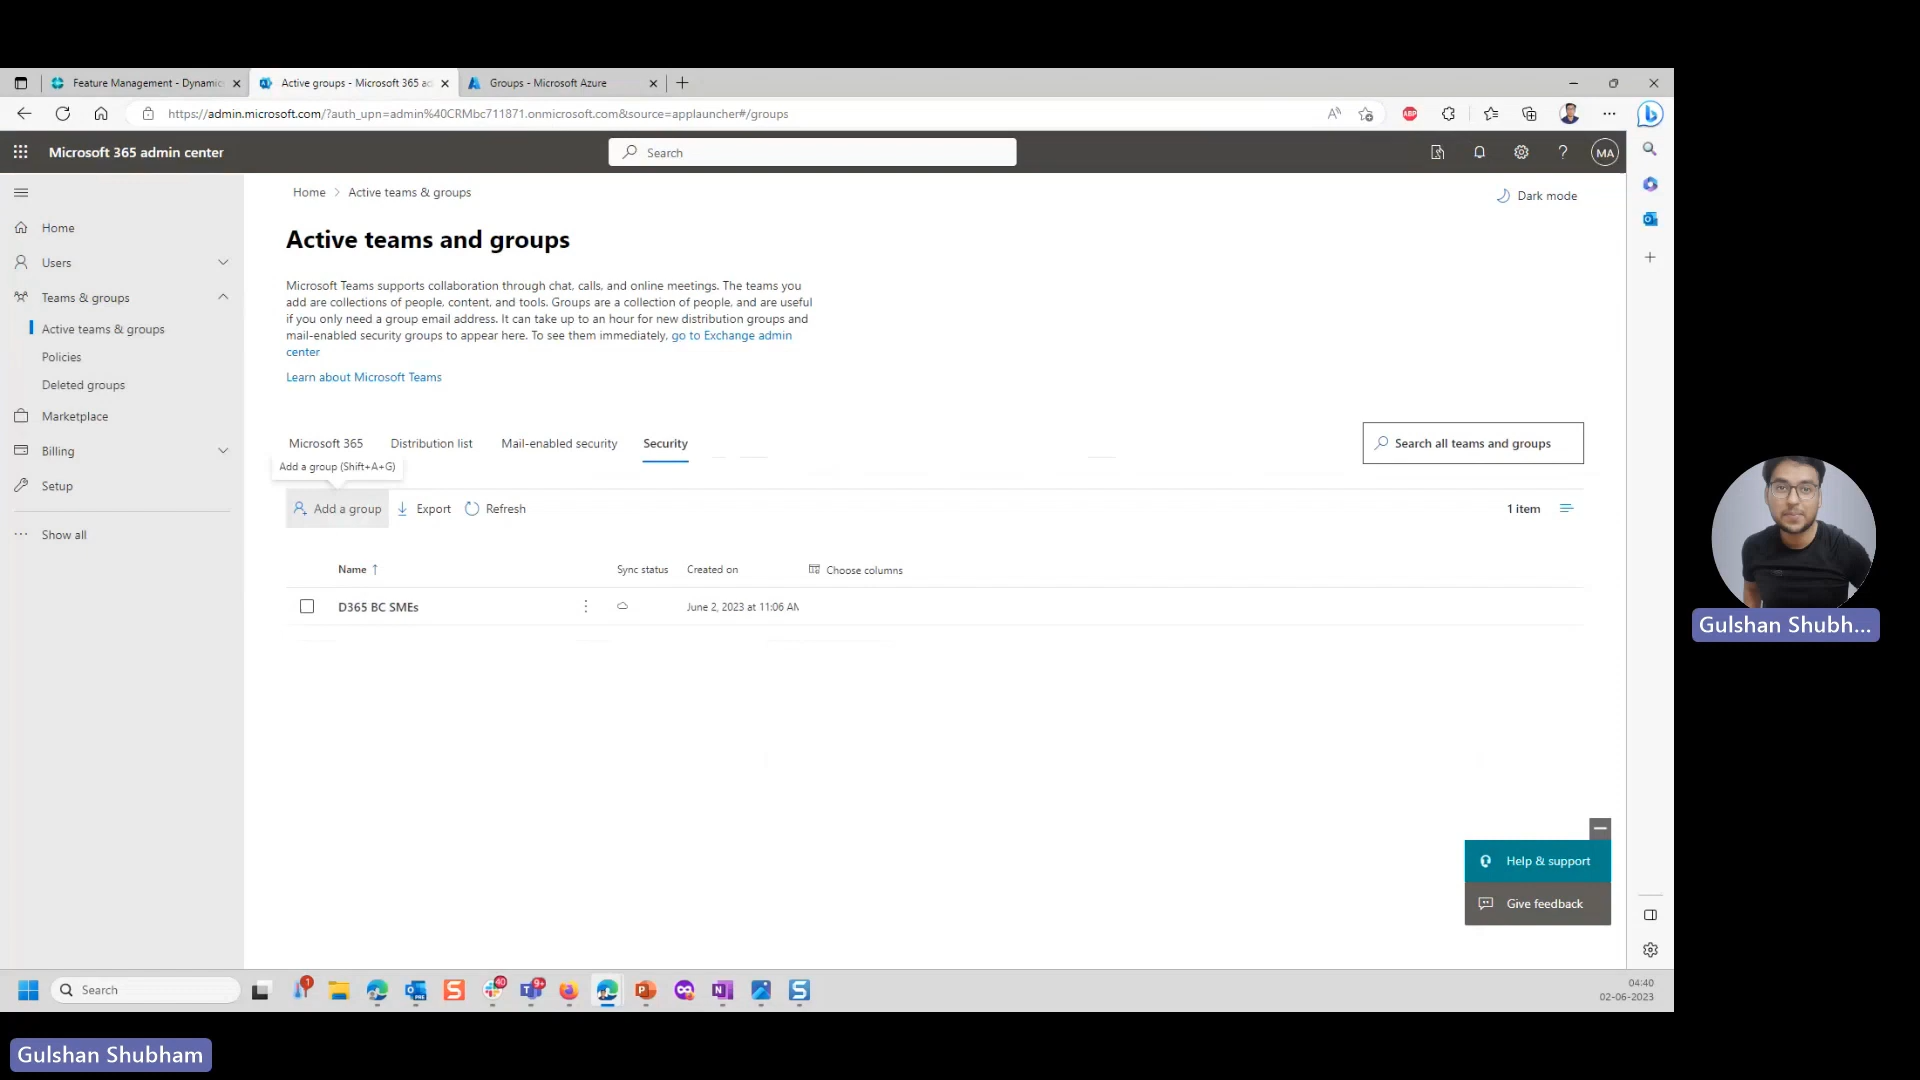 Feature Management - Dynamic
Active groups - Microsoft 365 ad
Groups - Microsoft Azure
https://admin.microsoft.com/?auth_upn=admin%40CRMbc711871.onmicrosoft.com&source=applauncher#/groups
ABP
Microsoft 365 admin center
Search
MA
Home > Active teams & groups
Dark mode
Home
Users
Teams & groups
Active teams & groups
Policies
Deleted groups
Marketplace
Billing
Setup
Show all
Active teams and groups
Microsoft Teams supports collaboration through chat, calls, and online meetings. The teams you
add are collections of people, content, and tools. Groups are a collection of people, and are useful
if you only need a group email address. It can take up to an hour for new distribution groups and
mail-enabled security groups to appear here. To see them immediately, go to Exchange admin
center
Learn about Microsoft Teams
Microsoft 365
Distribution list
Mail-enabled security
Security
Search all teams and groups
Add a group (Shift+A+G)
Add a group
Export
Refresh
1 item
Name ↑
Sync status
Created on
Choose columns
D365 BC SMEs
June 2, 2023 at 11:06 AM
Help & support
Give feedback
Search
1
40
9+
04:40
02-06-2023
Gulshan Shubh...
Gulshan Shubham